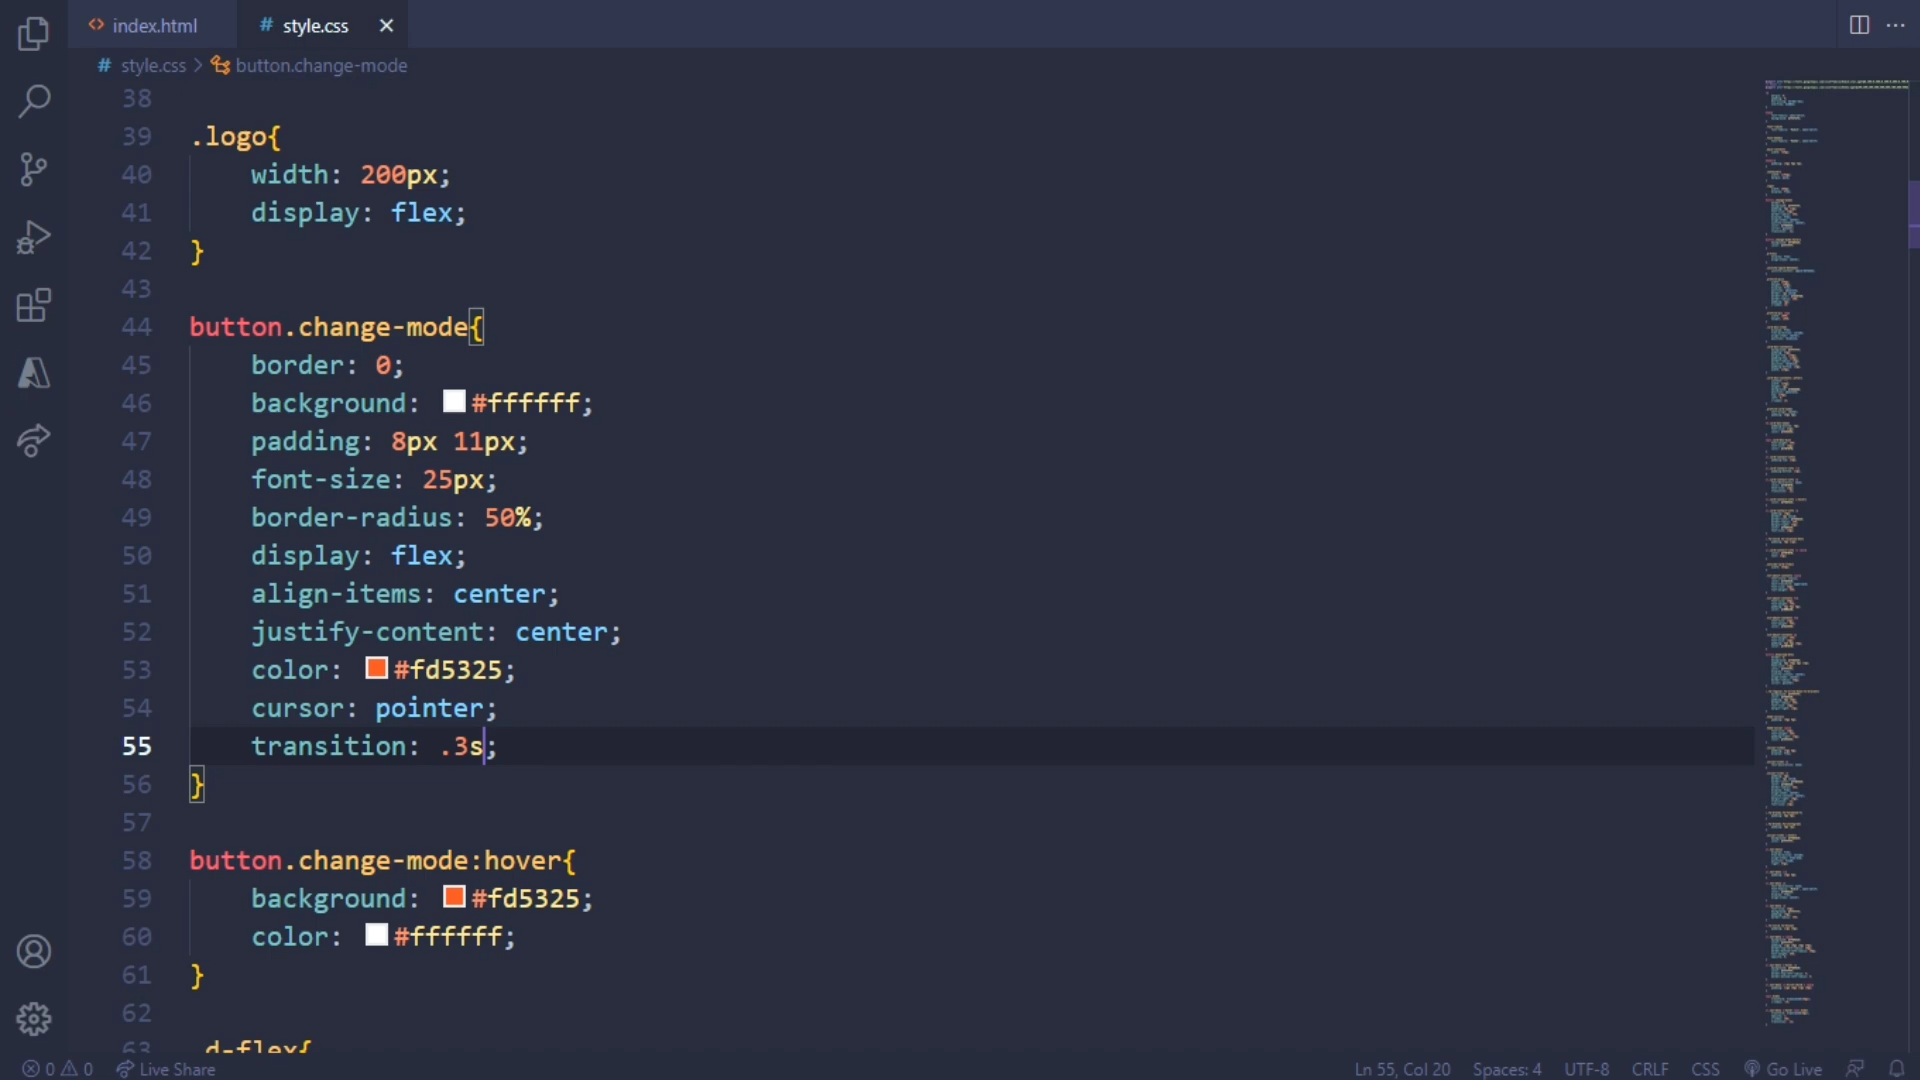 index.html
style.css
style.css
button.change-mode
38
39 .logo{
40 width: 200px;
41 display: flex;
42 }
43
44 button.change-mode{
45 border: 0;
46 background: #ffffff;
47 padding: 8px 11px;
48 font-size: 25px;
49 border-radius: 50%;
50 display: flex;
51 align-items: center;
52 justify-content: center;
53 color: #fd5325;
54 cursor: pointer;
55 transition: .3s;
56 }
57
58 button.change-mode:hover{
59 background: #fd5325;
60 color: #ffffff;
61 }
62
63 .d-flex{
0 0 Live Share Ln 55, Col 20 Spaces: 4 UTF-8 CRLF CSS Go Live